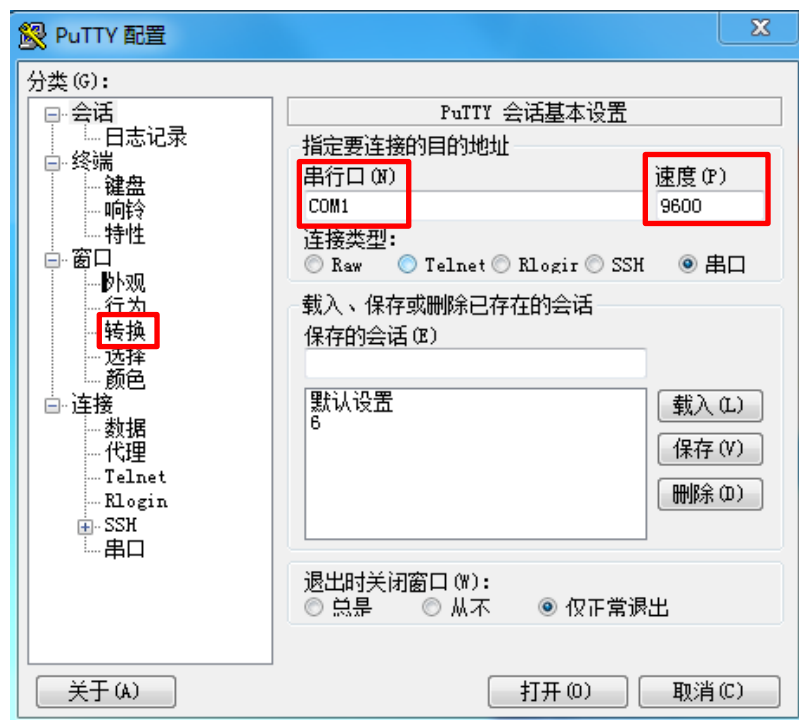 PuTTY 配置
分类(G):
会话
日志记录
终端
键盘
响铃
特性
窗口
外观
行为
转换
选择
颜色
连接
数据
代理
Telnet
Rlogin
SSH
串口
PuTTY 会话基本设置
指定要连接的目的地址
串行口(N) 速度(P)
COM1 9600
连接类型:
Raw Telnet Rlogir SSH 串口
载入、保存或删除已存在的会话
保存的会话(E)
默认设置
6
载入(L)
保存(V)
删除(D)
退出时关闭窗口(W):
总是 从不 仅正常退出
关于(A) 打开(O) 取消(C)